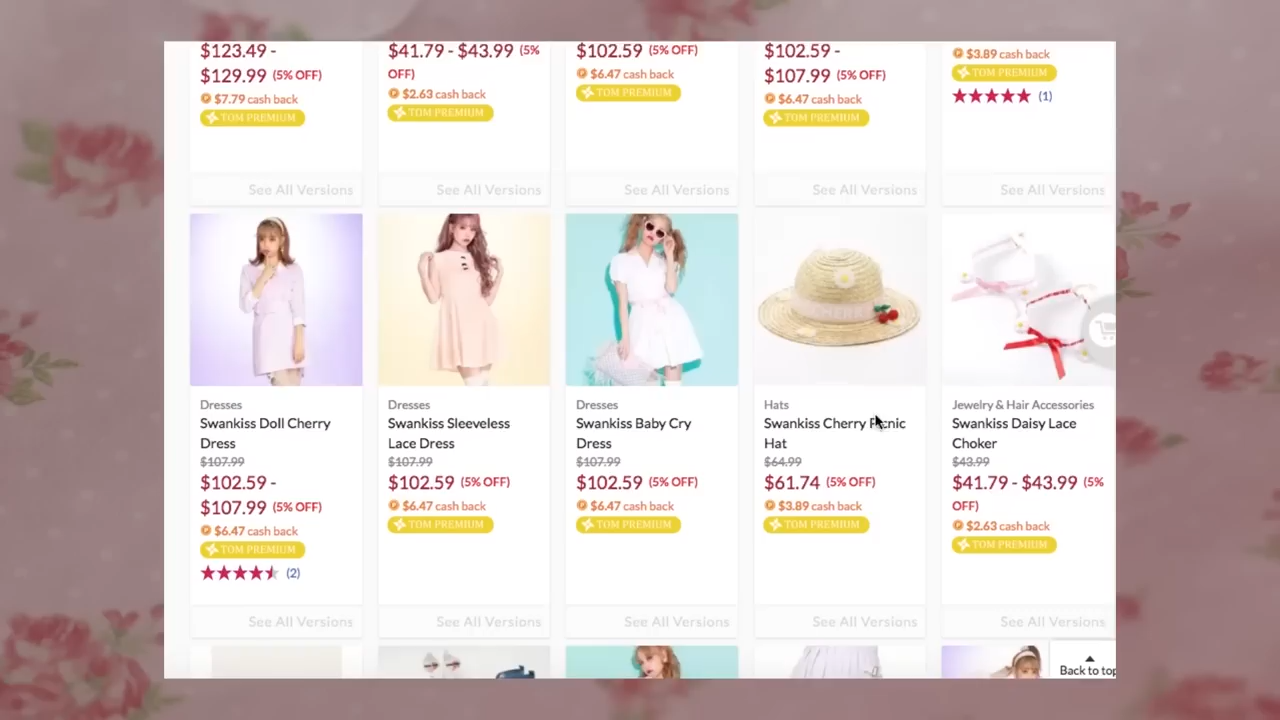 $123.49 -
$129.99 (5% OFF)
$7.79 cash back
TOM PREMIUM
See All Versions
$41.79 - $43.99 (5%
OFF)
$2.63 cash back
TOM PREMIUM
See All Versions
$102.59 (5% OFF)
$6.47 cash back
TOM PREMIUM
See All Versions
$102.59 -
$107.99 (5% OFF)
$6.47 cash back
TOM PREMIUM
See All Versions
$3.89 cash back
TOM PREMIUM
(1)
See All Versions
Dresses
Swankiss Doll Cherry
Dress
$107.99
$102.59 -
$107.99 (5% OFF)
$6.47 cash back
TOM PREMIUM
(2)
See All Versions
Dresses
Swankiss Sleeveless
Lace Dress
$107.99
$102.59 (5% OFF)
$6.47 cash back
TOM PREMIUM
See All Versions
Dresses
Swankiss Baby Cry
Dress
$107.99
$102.59 (5% OFF)
$6.47 cash back
TOM PREMIUM
See All Versions
Hats
Swankiss Cherry Picnic
Hat
$64.99
$61.74 (5% OFF)
$3.89 cash back
TOM PREMIUM
See All Versions
Jewelry & Hair Accessories
Swankiss Daisy Lace
Choker
$43.99
$41.79 - $43.99 (5%
OFF)
$2.63 cash back
TOM PREMIUM
See All Versions
Back to top